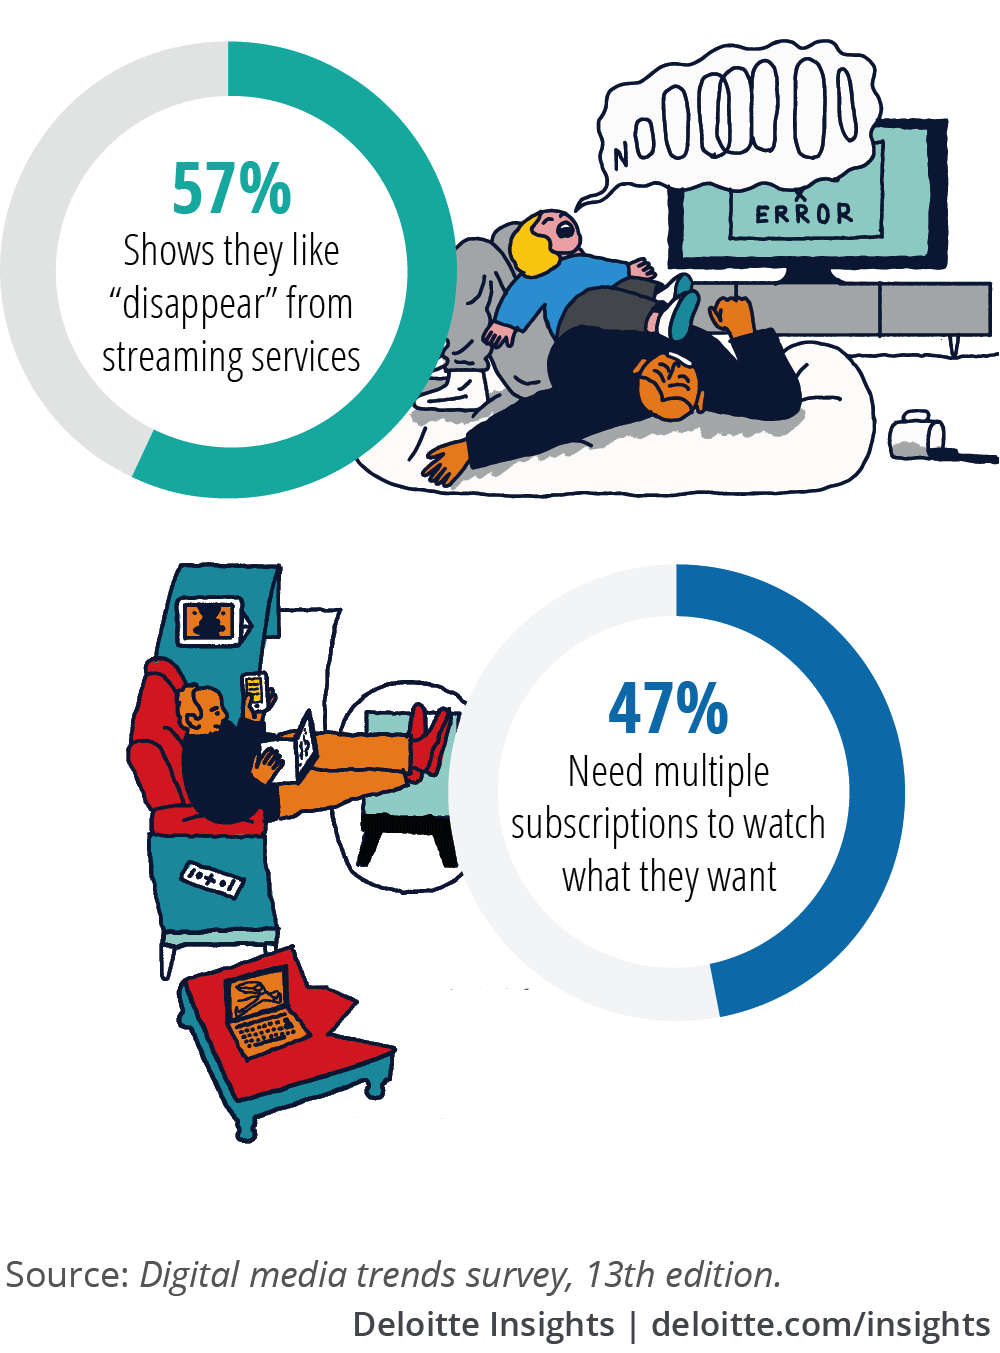 NOOOOOOOO
X
ERROR
57%
Shows they like
“disappear” from
streaming services
47%
Need multiple
subscriptions to watch
what they want
Source: Digital media trends survey, 13th edition.
Deloitte Insights | deloitte.com/insights